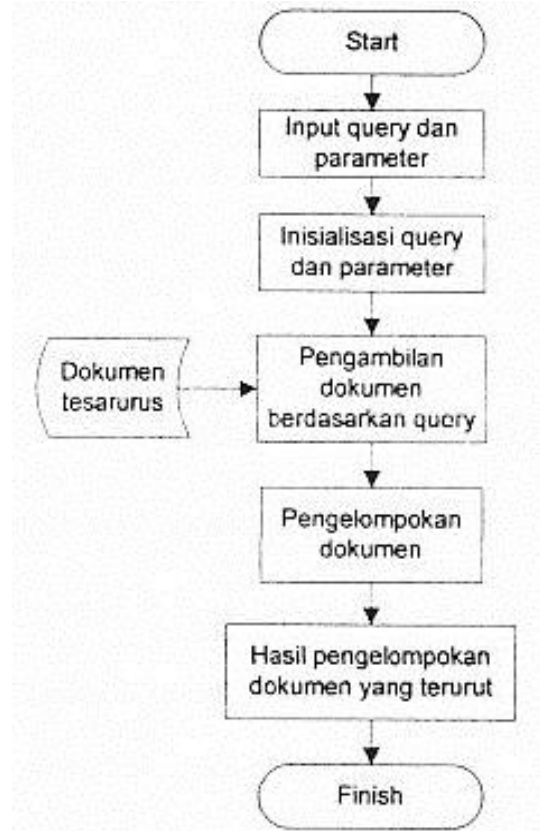 Start
Input query dan
parameter
Inisialisasi query
dan parameter
Dokumen
tesarurus
Pengambilan
dokumen
berdasarkan query
Pengelompokan
dokumen
Hasil pengelompokan
dokumen yang terurut
Finish